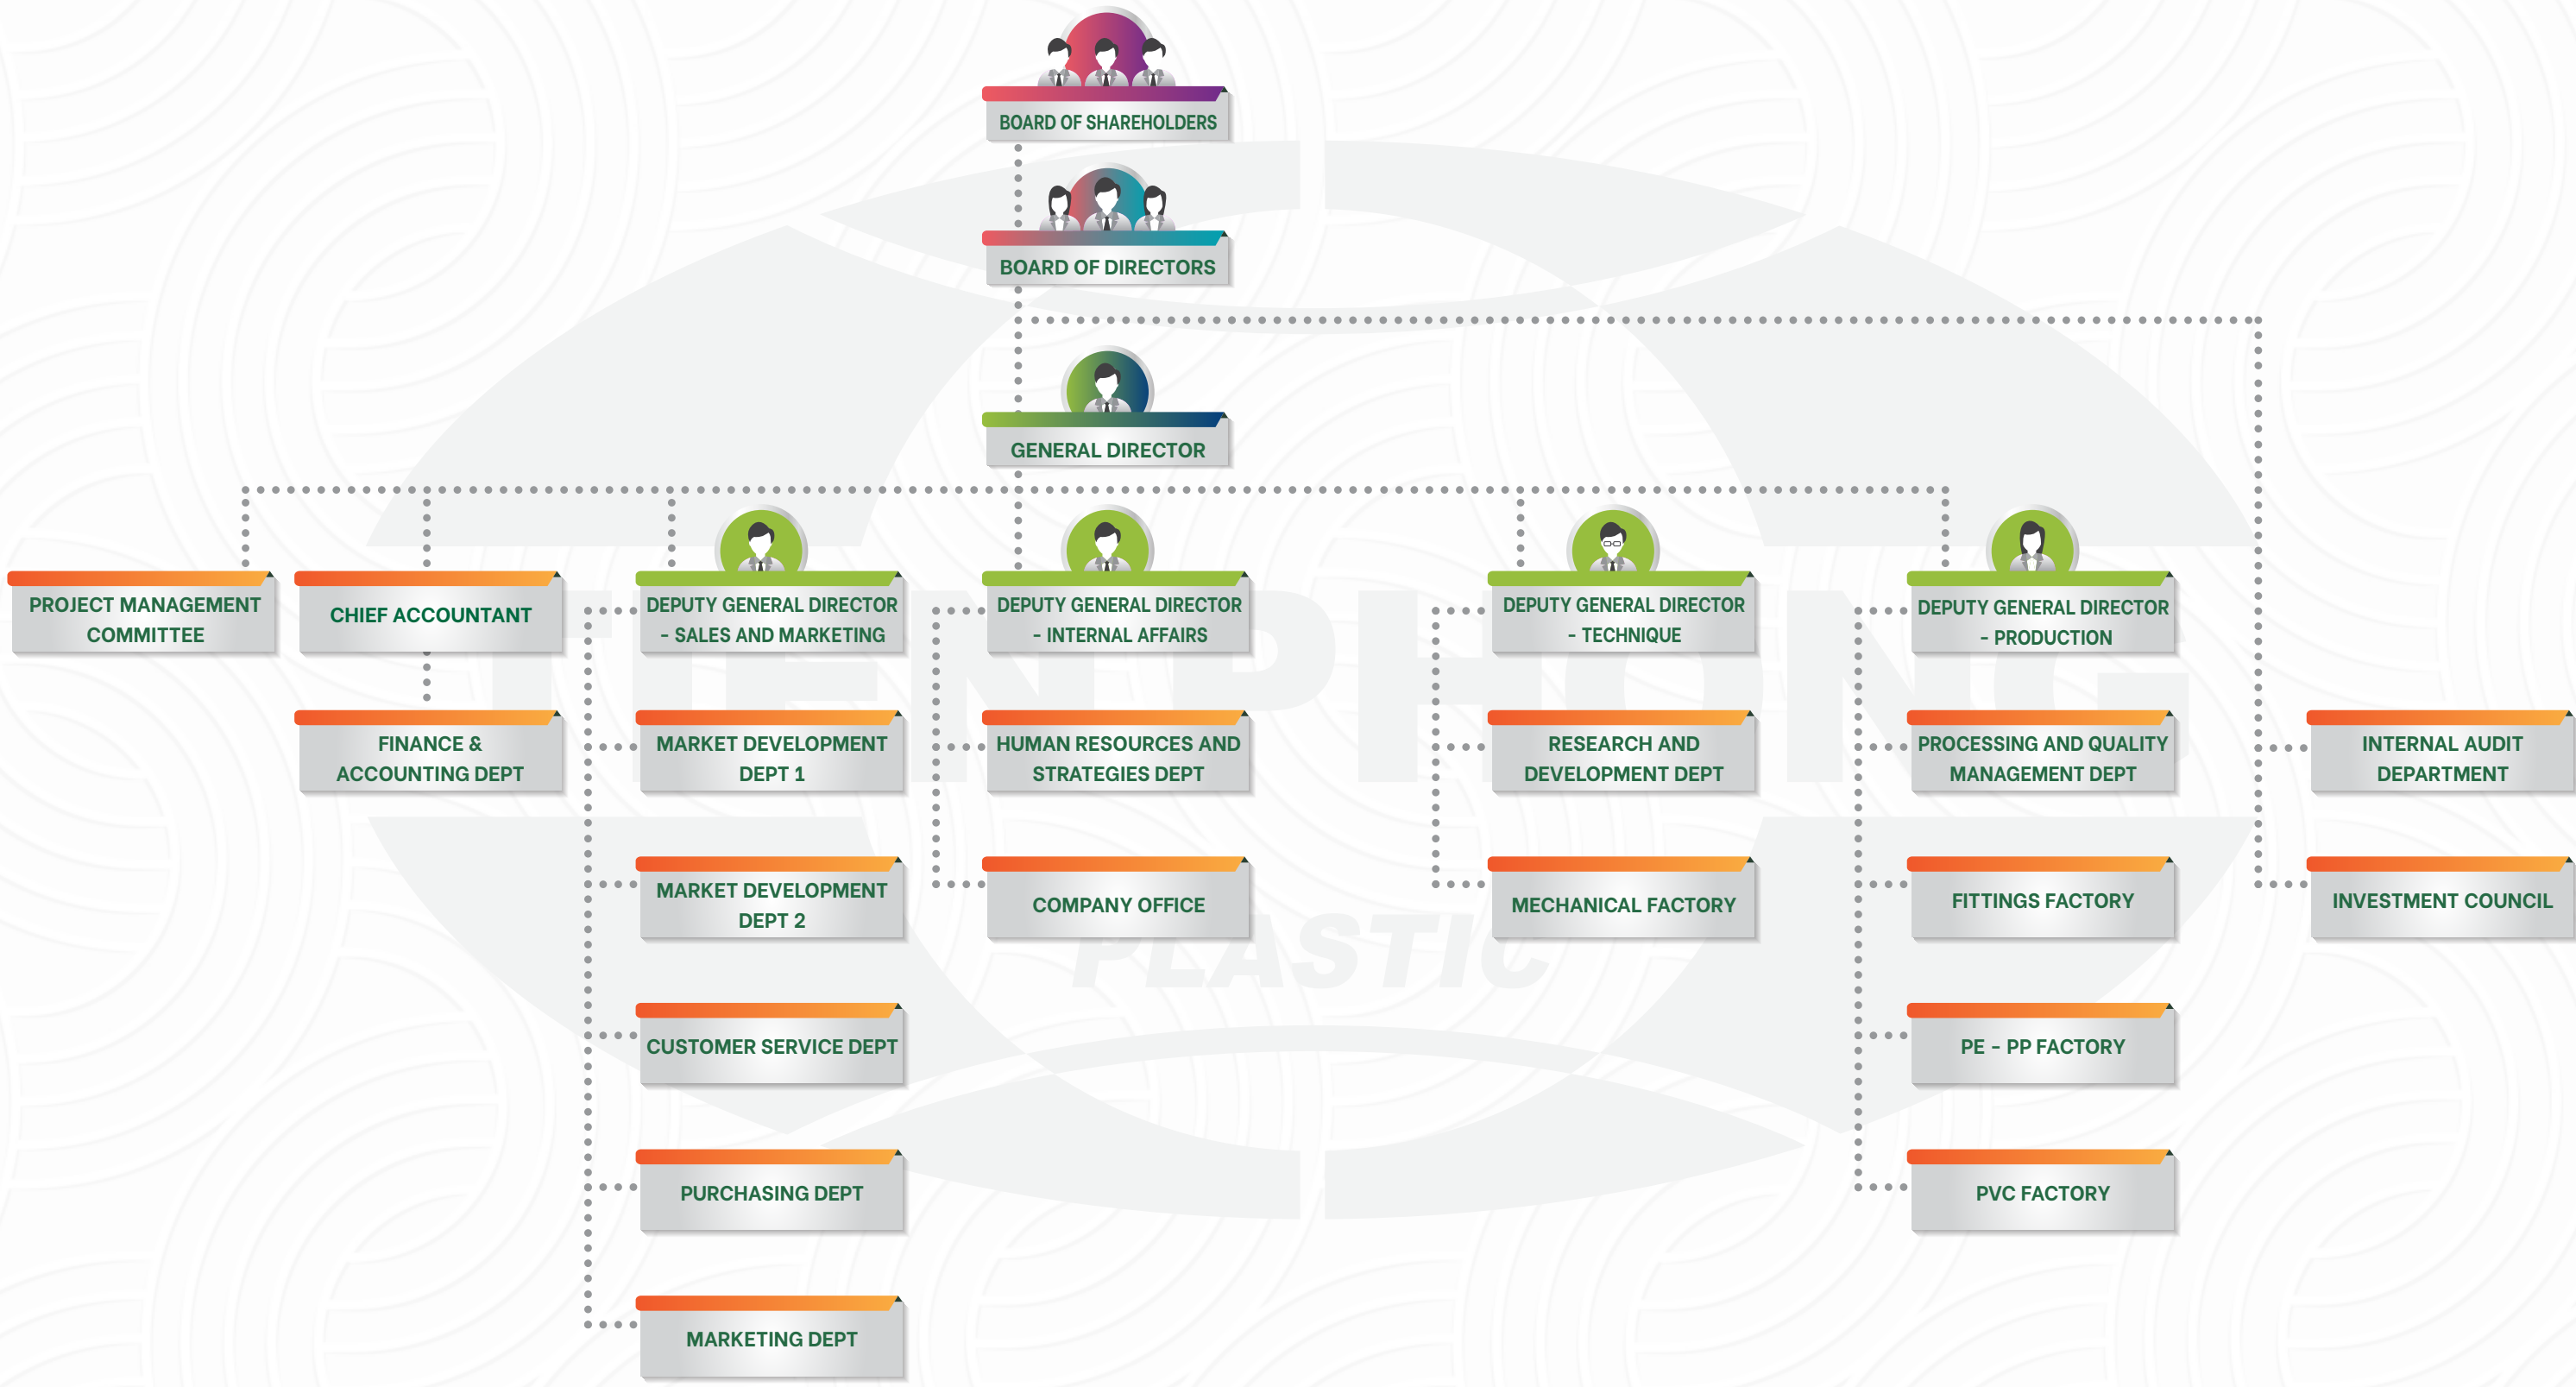 BOARD OF SHAREHOLDERS
BOARD OF DIRECTORS
GENERAL DIRECTOR
PROJECT MANAGEMENT
COMMITTEE
CHIEF ACCOUNTANT
DEPUTY GENERAL DIRECTOR
- SALES AND MARKETING
DEPUTY GENERAL DIRECTOR
- INTERNAL AFFAIRS
DEPUTY GENERAL DIRECTOR
- TECHNIQUE
DEPUTY GENERAL DIRECTOR
- PRODUCTION
TIEN PHONG
FINANCE &
ACCOUNTING DEPT
MARKET DEVELOPMENT
DEPT 1
HUMAN RESOURCES AND
STRATEGIES DEPT
RESEARCH AND
DEVELOPMENT DEPT
PROCESSING AND QUALITY
MANAGEMENT DEPT
INTERNAL AUDIT
DEPARTMENT
MARKET DEVELOPMENT
DEPT 2
COMPANY OFFICE
MECHANICAL FACTORY
FITTINGS FACTORY
INVESTMENT COUNCIL
PLASTIC
CUSTOMER SERVICE DEPT
PE - PP FACTORY
PURCHASING DEPT
PVC FACTORY
MARKETING DEPT